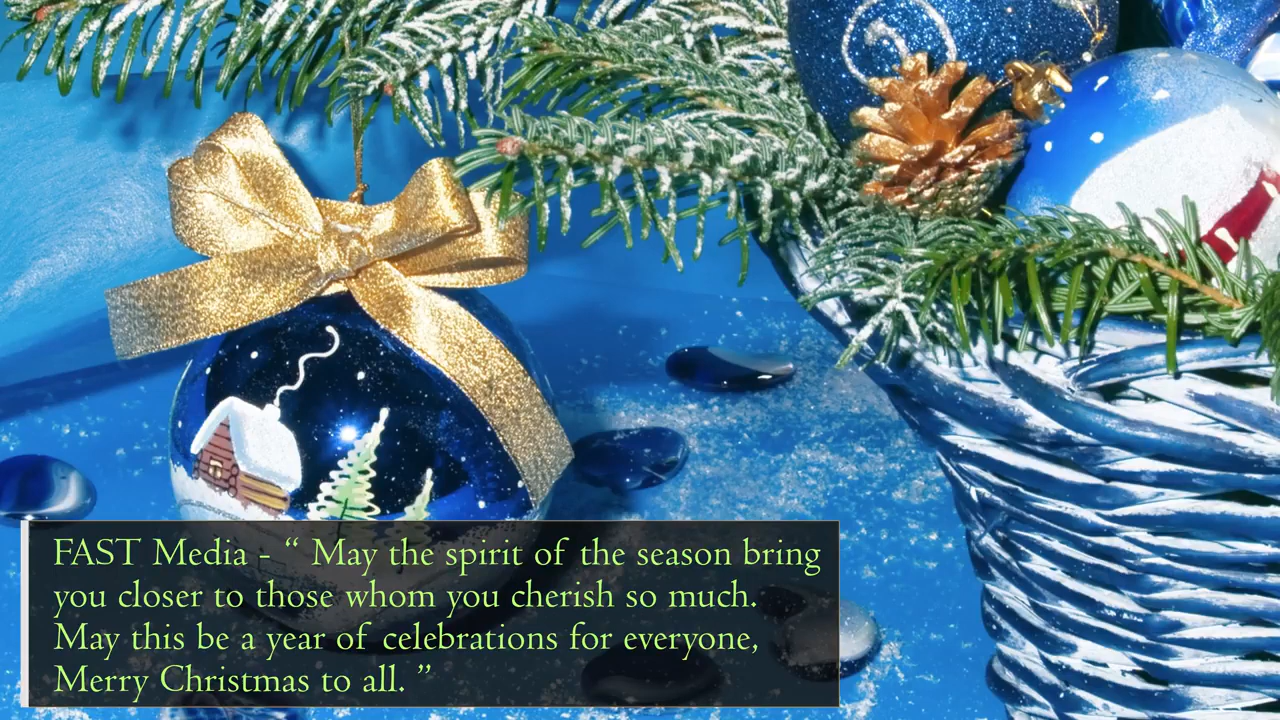 FAST Media - “ May the spirit of the season bring
you closer to those whom you cherish so much.
May this be a year of celebrations for everyone,
Merry Christmas to all. ”